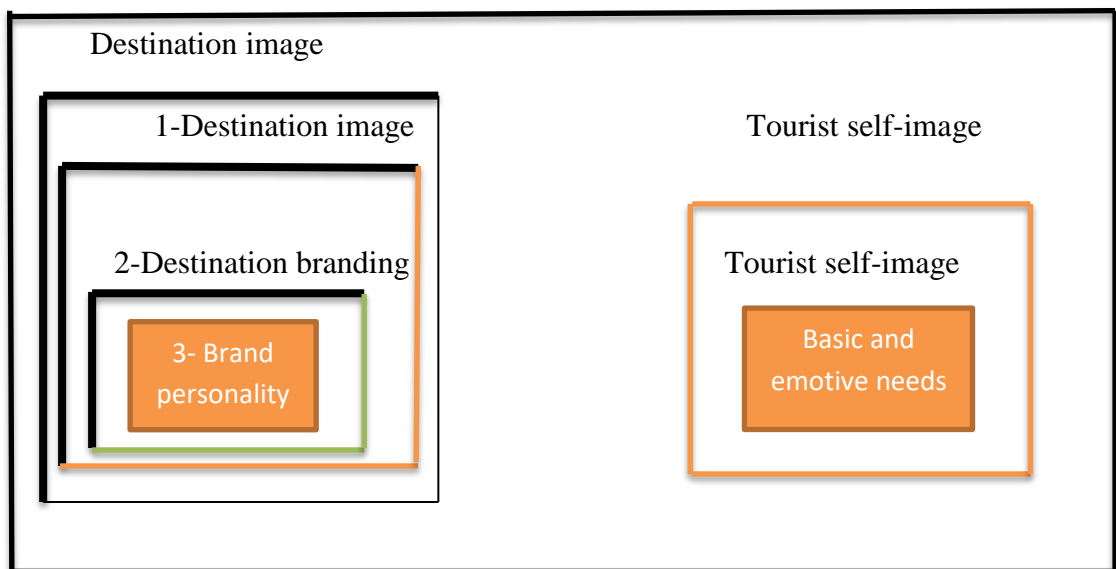 Destination image
1-Destination image
Tourist self-image
2-Destination branding
Tourist self-image
3- Brand
personality
Basic and
emotive needs